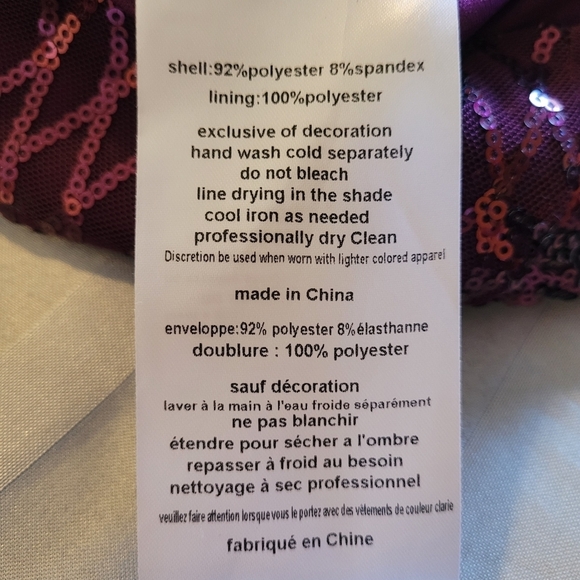 shell:92%polyester 8%spandex
lining:100%polyester
exclusive of decoration
hand wash cold separately
do not bleach
line drying in the shade
cool iron as needed
professionally dry Clean
Discretion be used when worn with lighter colored apparel
made in China
enveloppe:92% polyester 8%élasthanne
doublure : 100% polyester
sauf décoration
laver à la main à l'eau froide séparément
ne pas blanchir
étendre pour sécher a l'ombre
repasser à froid au besoin
nettoyage à sec professionnel
veuillez faire attention lorsque vous le portez avec des vêtements de couleur clarie
fabriqué en Chine